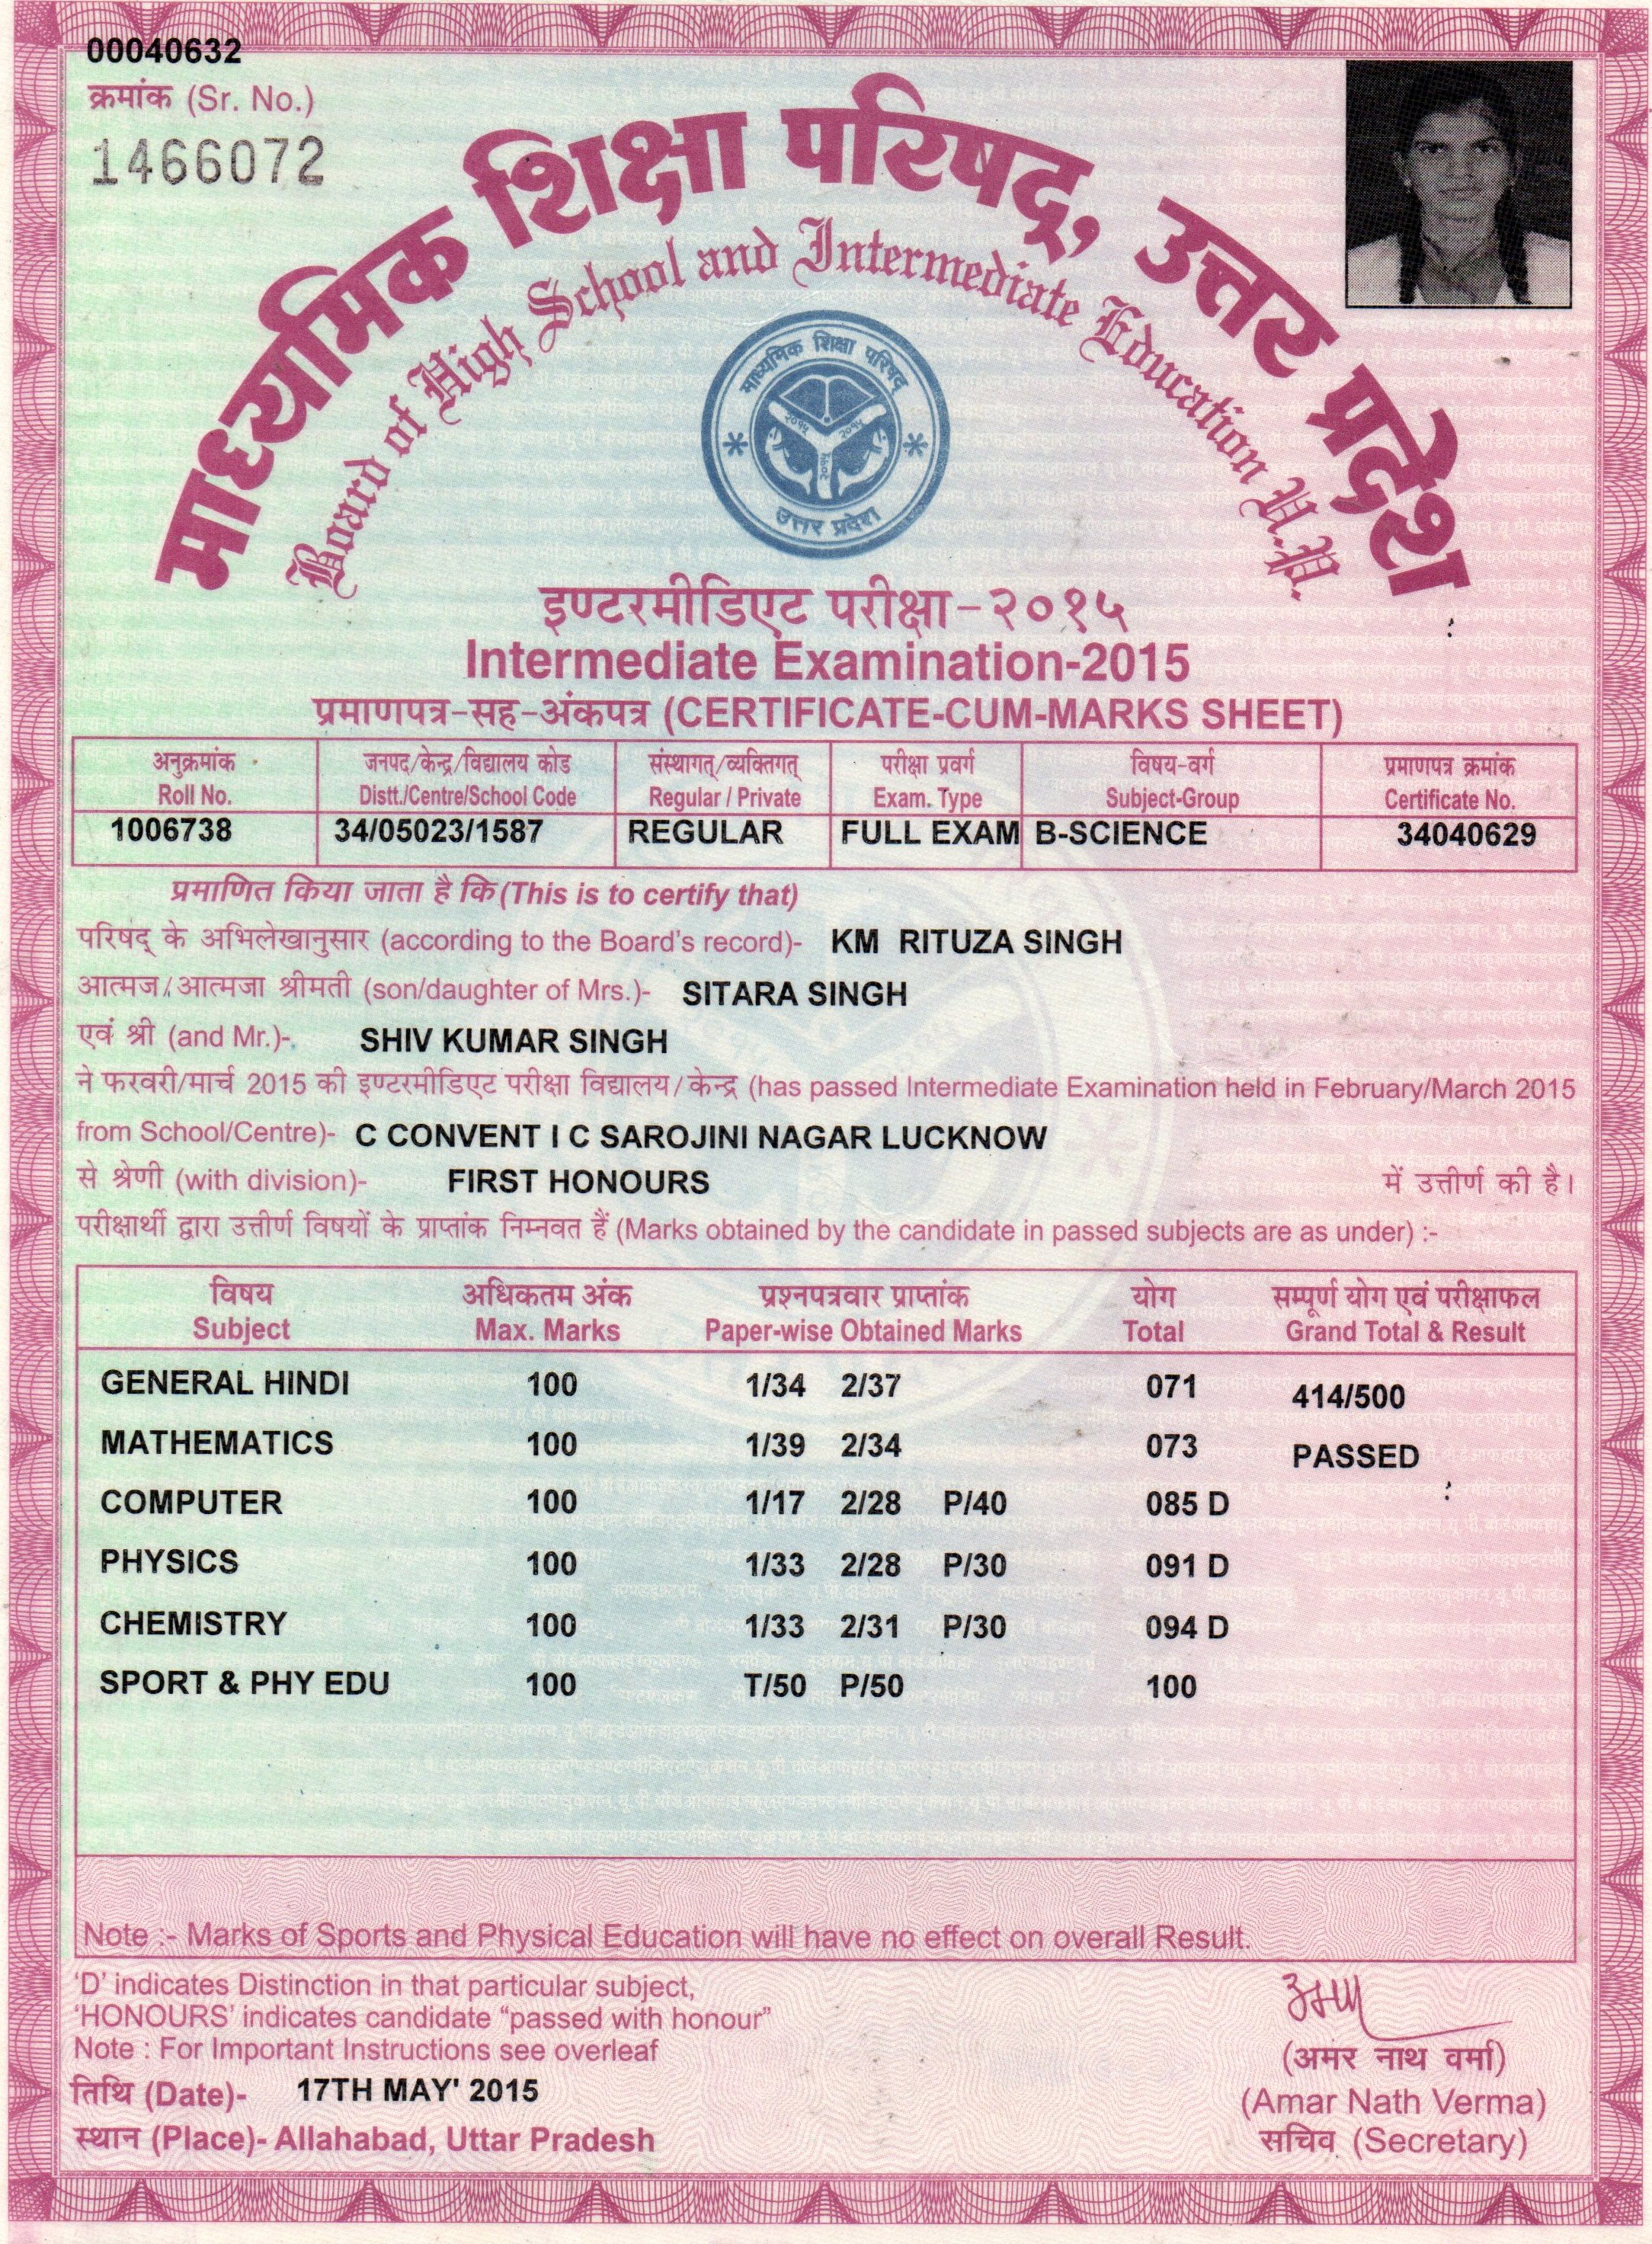 00040632
क्रमांक (Sr. No.)
1466072
माध्यमिक शिक्षा परिषद्, उत्तर प्रदेश
Board of High School and Intermediate Education U.P.
माध्यमिक शिक्षा परिषद्
उत्तर प्रदेश
इण्टरमीडिएट परीक्षा-२०१५
Intermediate Examination-2015
प्रमाणपत्र-सह-अंकपत्र (CERTIFICATE-CUM-MARKS SHEET)
अनुक्रमांक जनपद/केन्द्र/विद्यालय कोड संस्थागत्/व्यक्तिगत् परीक्षा प्रवर्ग विषय-वर्ग प्रमाणपत्र क्रमांक
Roll No. Distt./Centre/School Code Regular / Private Exam. Type Subject-Group Certificate No.
1006738 34/05023/1587 REGULAR FULL EXAM B-SCIENCE 34040629
प्रमाणित किया जाता है कि (This is to certify that)
परिषद् के अभिलेखानुसार (according to the Board's record)- KM RITUZA SINGH
आत्मज/आत्मजा श्रीमती (son/daughter of Mrs.)- SITARA SINGH
एवं श्री (and Mr.)-. SHIV KUMAR SINGH
ने फरवरी/मार्च 2015 की इण्टरमीडिएट परीक्षा विद्यालय/केन्द्र (has passed Intermediate Examination held in February/March 2015
from School/Centre)- C CONVENT I C SAROJINI NAGAR LUCKNOW
से श्रेणी (with division)- FIRST HONOURS में उत्तीर्ण की है।
परीक्षार्थी द्वारा उत्तीर्ण विषयों के प्राप्तांक निम्नवत हैं (Marks obtained by the candidate in passed subjects are as under) :-
विषय अधिकतम अंक प्रश्नपत्रवार प्राप्तांक योग सम्पूर्ण योग एवं परीक्षाफल
Subject Max. Marks Paper-wise Obtained Marks Total Grand Total & Result
GENERAL HINDI 100 1/34 2/37 071 414/500
MATHEMATICS 100 1/39 2/34 073 PASSED
COMPUTER 100 1/17 2/28 P/40 085 D
PHYSICS 100 1/33 2/28 P/30 091 D
CHEMISTRY 100 1/33 2/31 P/30 094 D
SPORT & PHY EDU 100 T/50 P/50 100
Note :- Marks of Sports and Physical Education will have no effect on overall Result.
'D' indicates Distinction in that particular subject,
'HONOURS' indicates candidate "passed with honour"
Note : For Important Instructions see overleaf
तिथि (Date)- 17TH MAY' 2015
स्थान (Place)- Allahabad, Uttar Pradesh
(अमर नाथ वर्मा)
(Amar Nath Verma)
सचिव (Secretary)